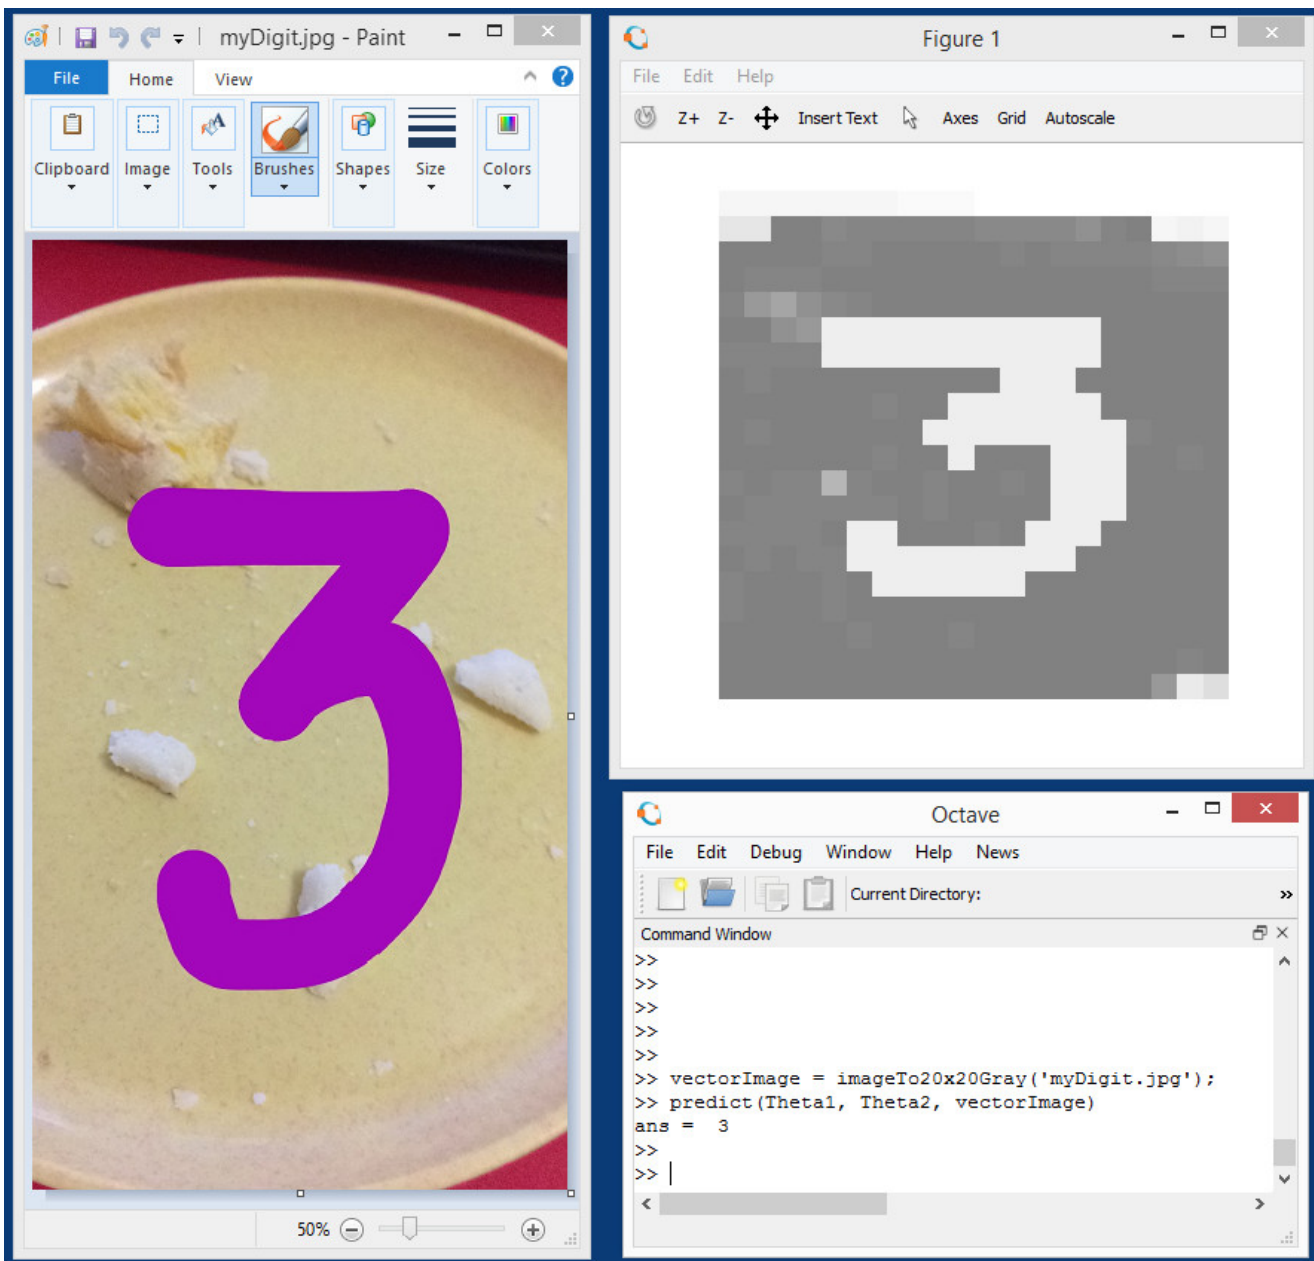 myDigit.jpg - Paint
File Home View
Clipboard Image Tools Brushes Shapes Size Colors
3
50%
Figure 1
File Edit Help
Z+ Z- Insert Text Axes Grid Autoscale
3
Octave
File Edit Debug Window Help News
Current Directory:
Command Window
>>
>>
>>
>>
>>
>> vectorImage = imageTo20x20Gray('myDigit.jpg');
>> predict(Theta1, Theta2, vectorImage)
ans = 3
>>
>>